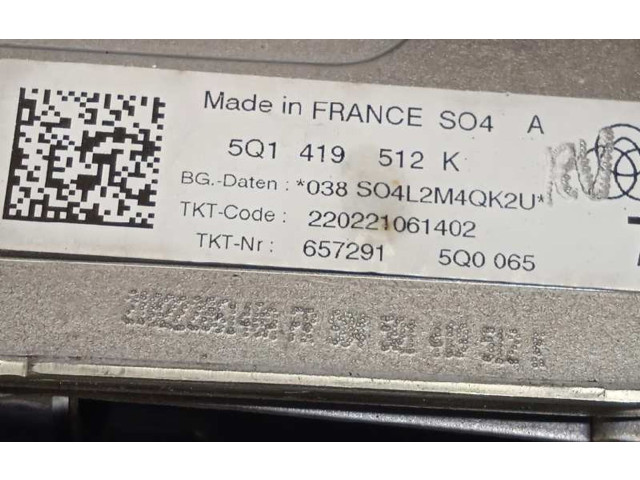 Made in FRANCE SO4 A
5Q1 419 512 K
BG.-Daten : *038 SO4L2M4QK2U*
TKT-Code : 220221061402
TKT-Nr : 657291 5Q0 065